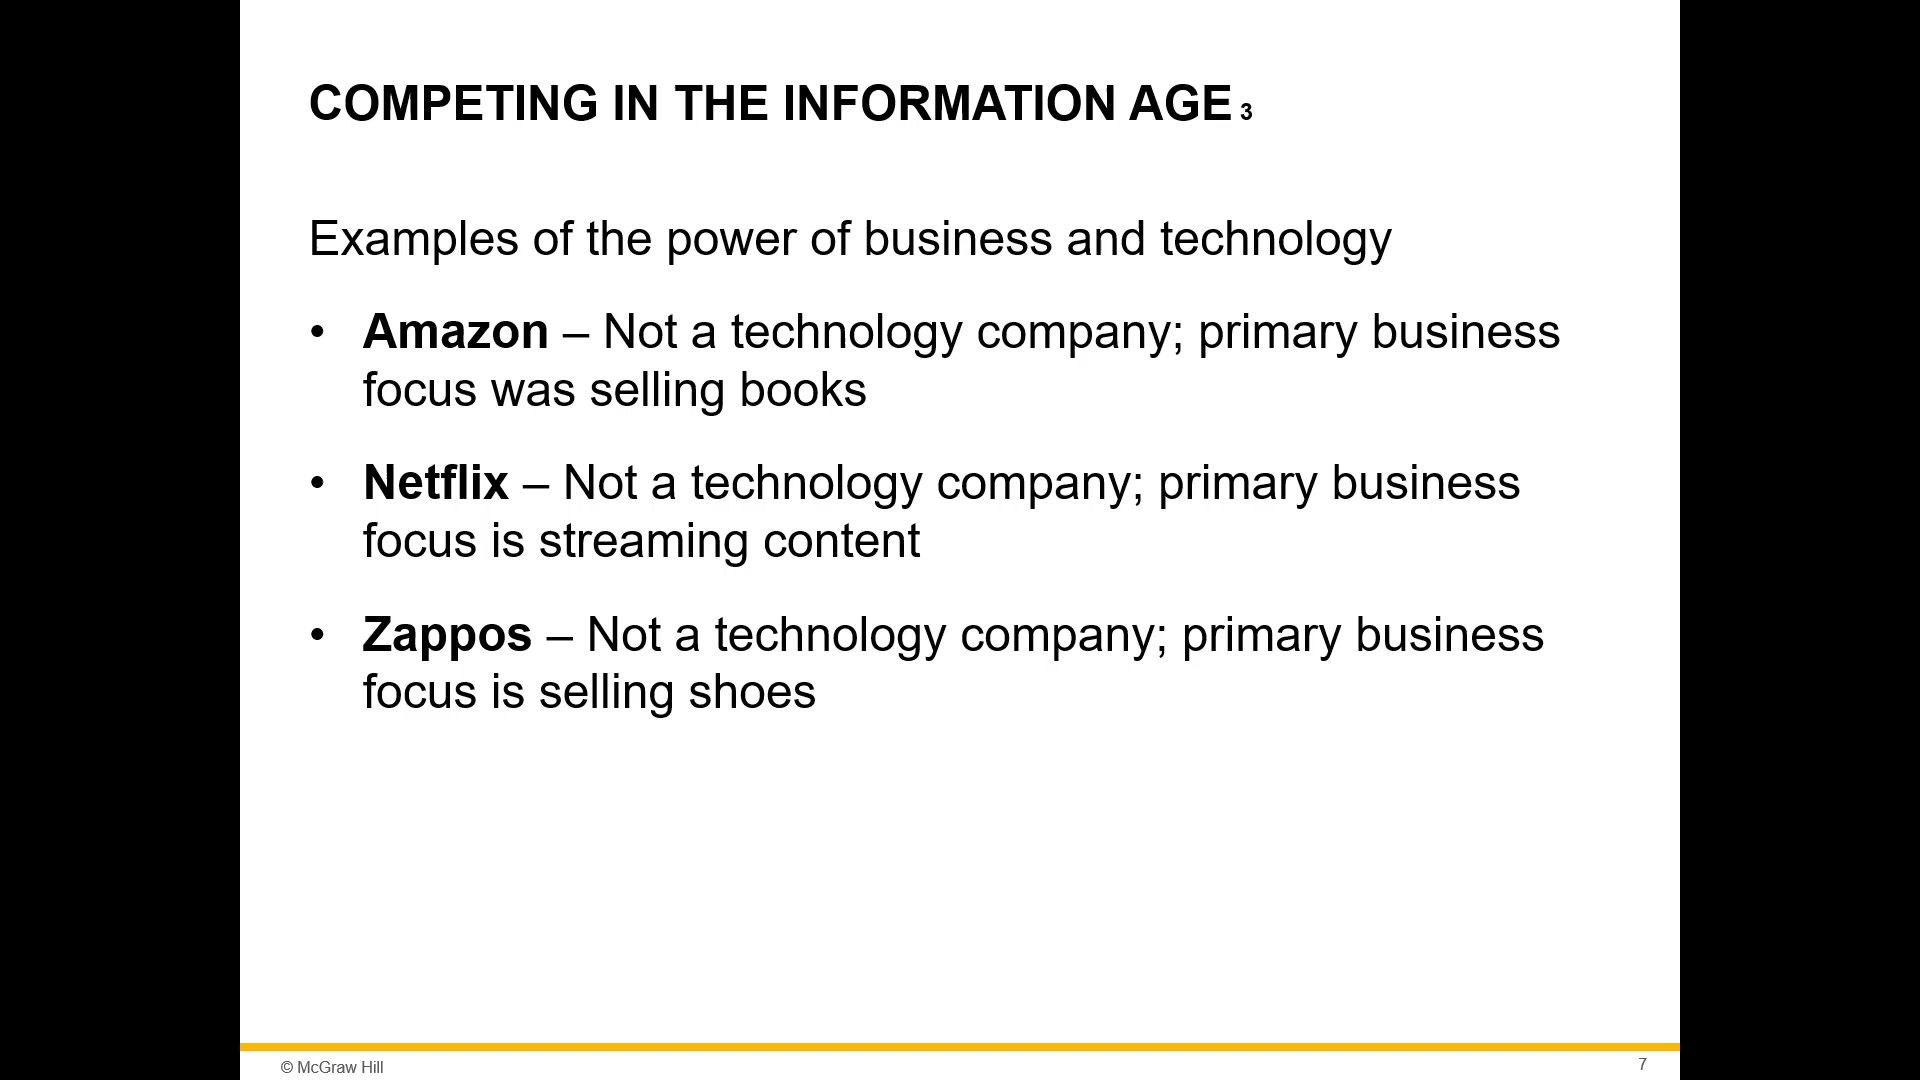 COMPETING IN THE INFORMATION AGE 3
Examples of the power of business and technology
• Amazon – Not a technology company; primary business
focus was selling books
• Netflix – Not a technology company; primary business
focus is streaming content
• Zappos – Not a technology company; primary business
focus is selling shoes
© McGraw Hill
7